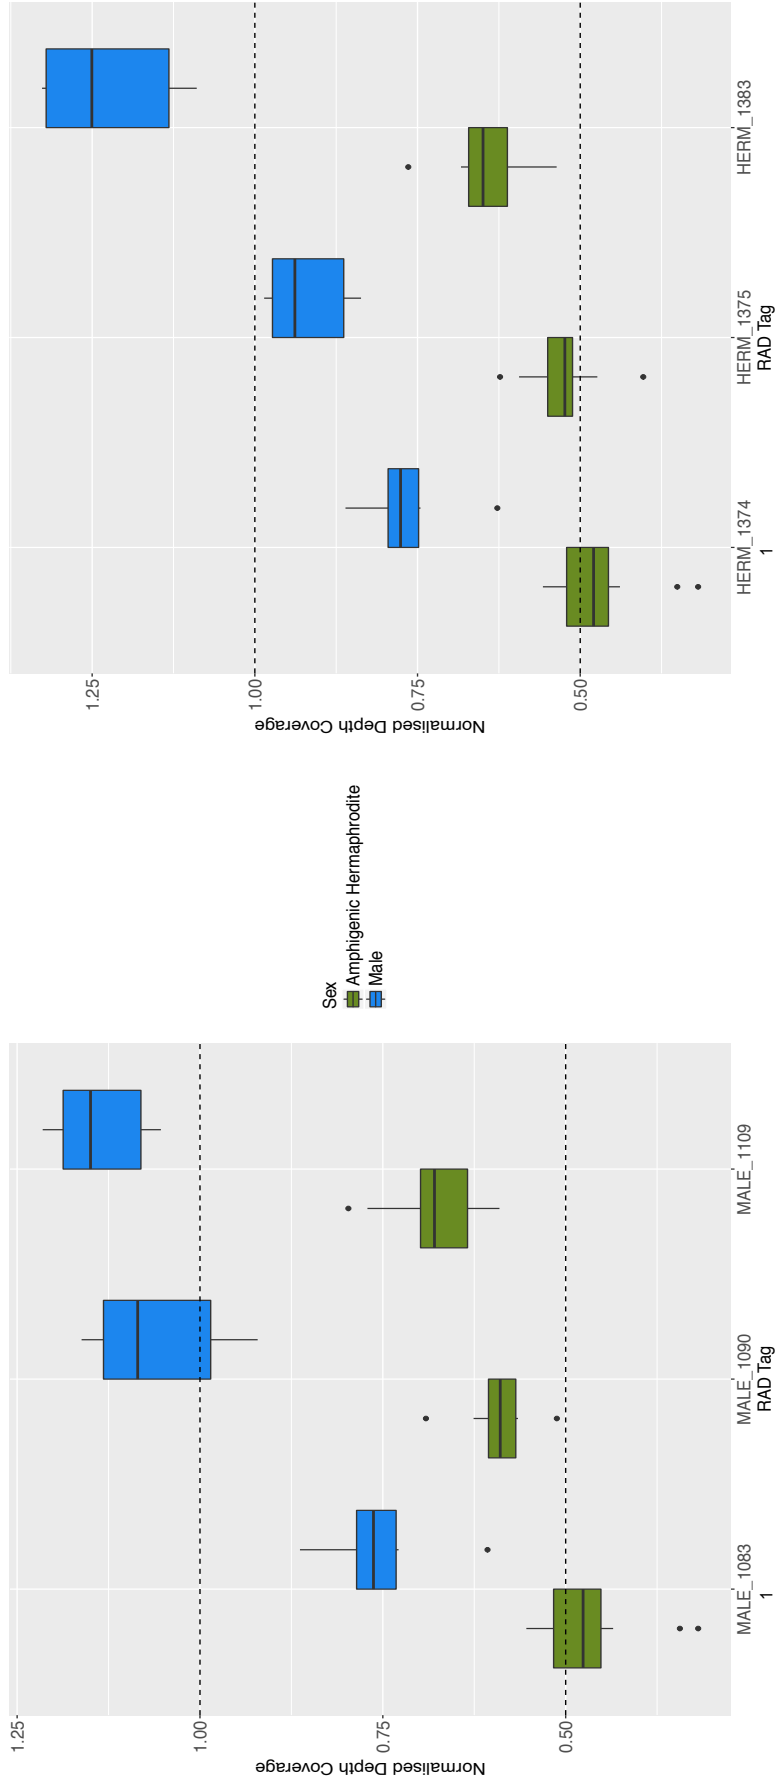 Normalised Depth Coverage
1.25
1.00
0.75
0.50
MALE_1083
MALE_1090
MALE_1109
RAD Tag
1
Sex
Amphigenic Hermaphrodite
Male
Normalised Depth Coverage
1.25
1.00
0.75
0.50
HERM_1374
HERM_1375
HERM_1383
RAD Tag
1